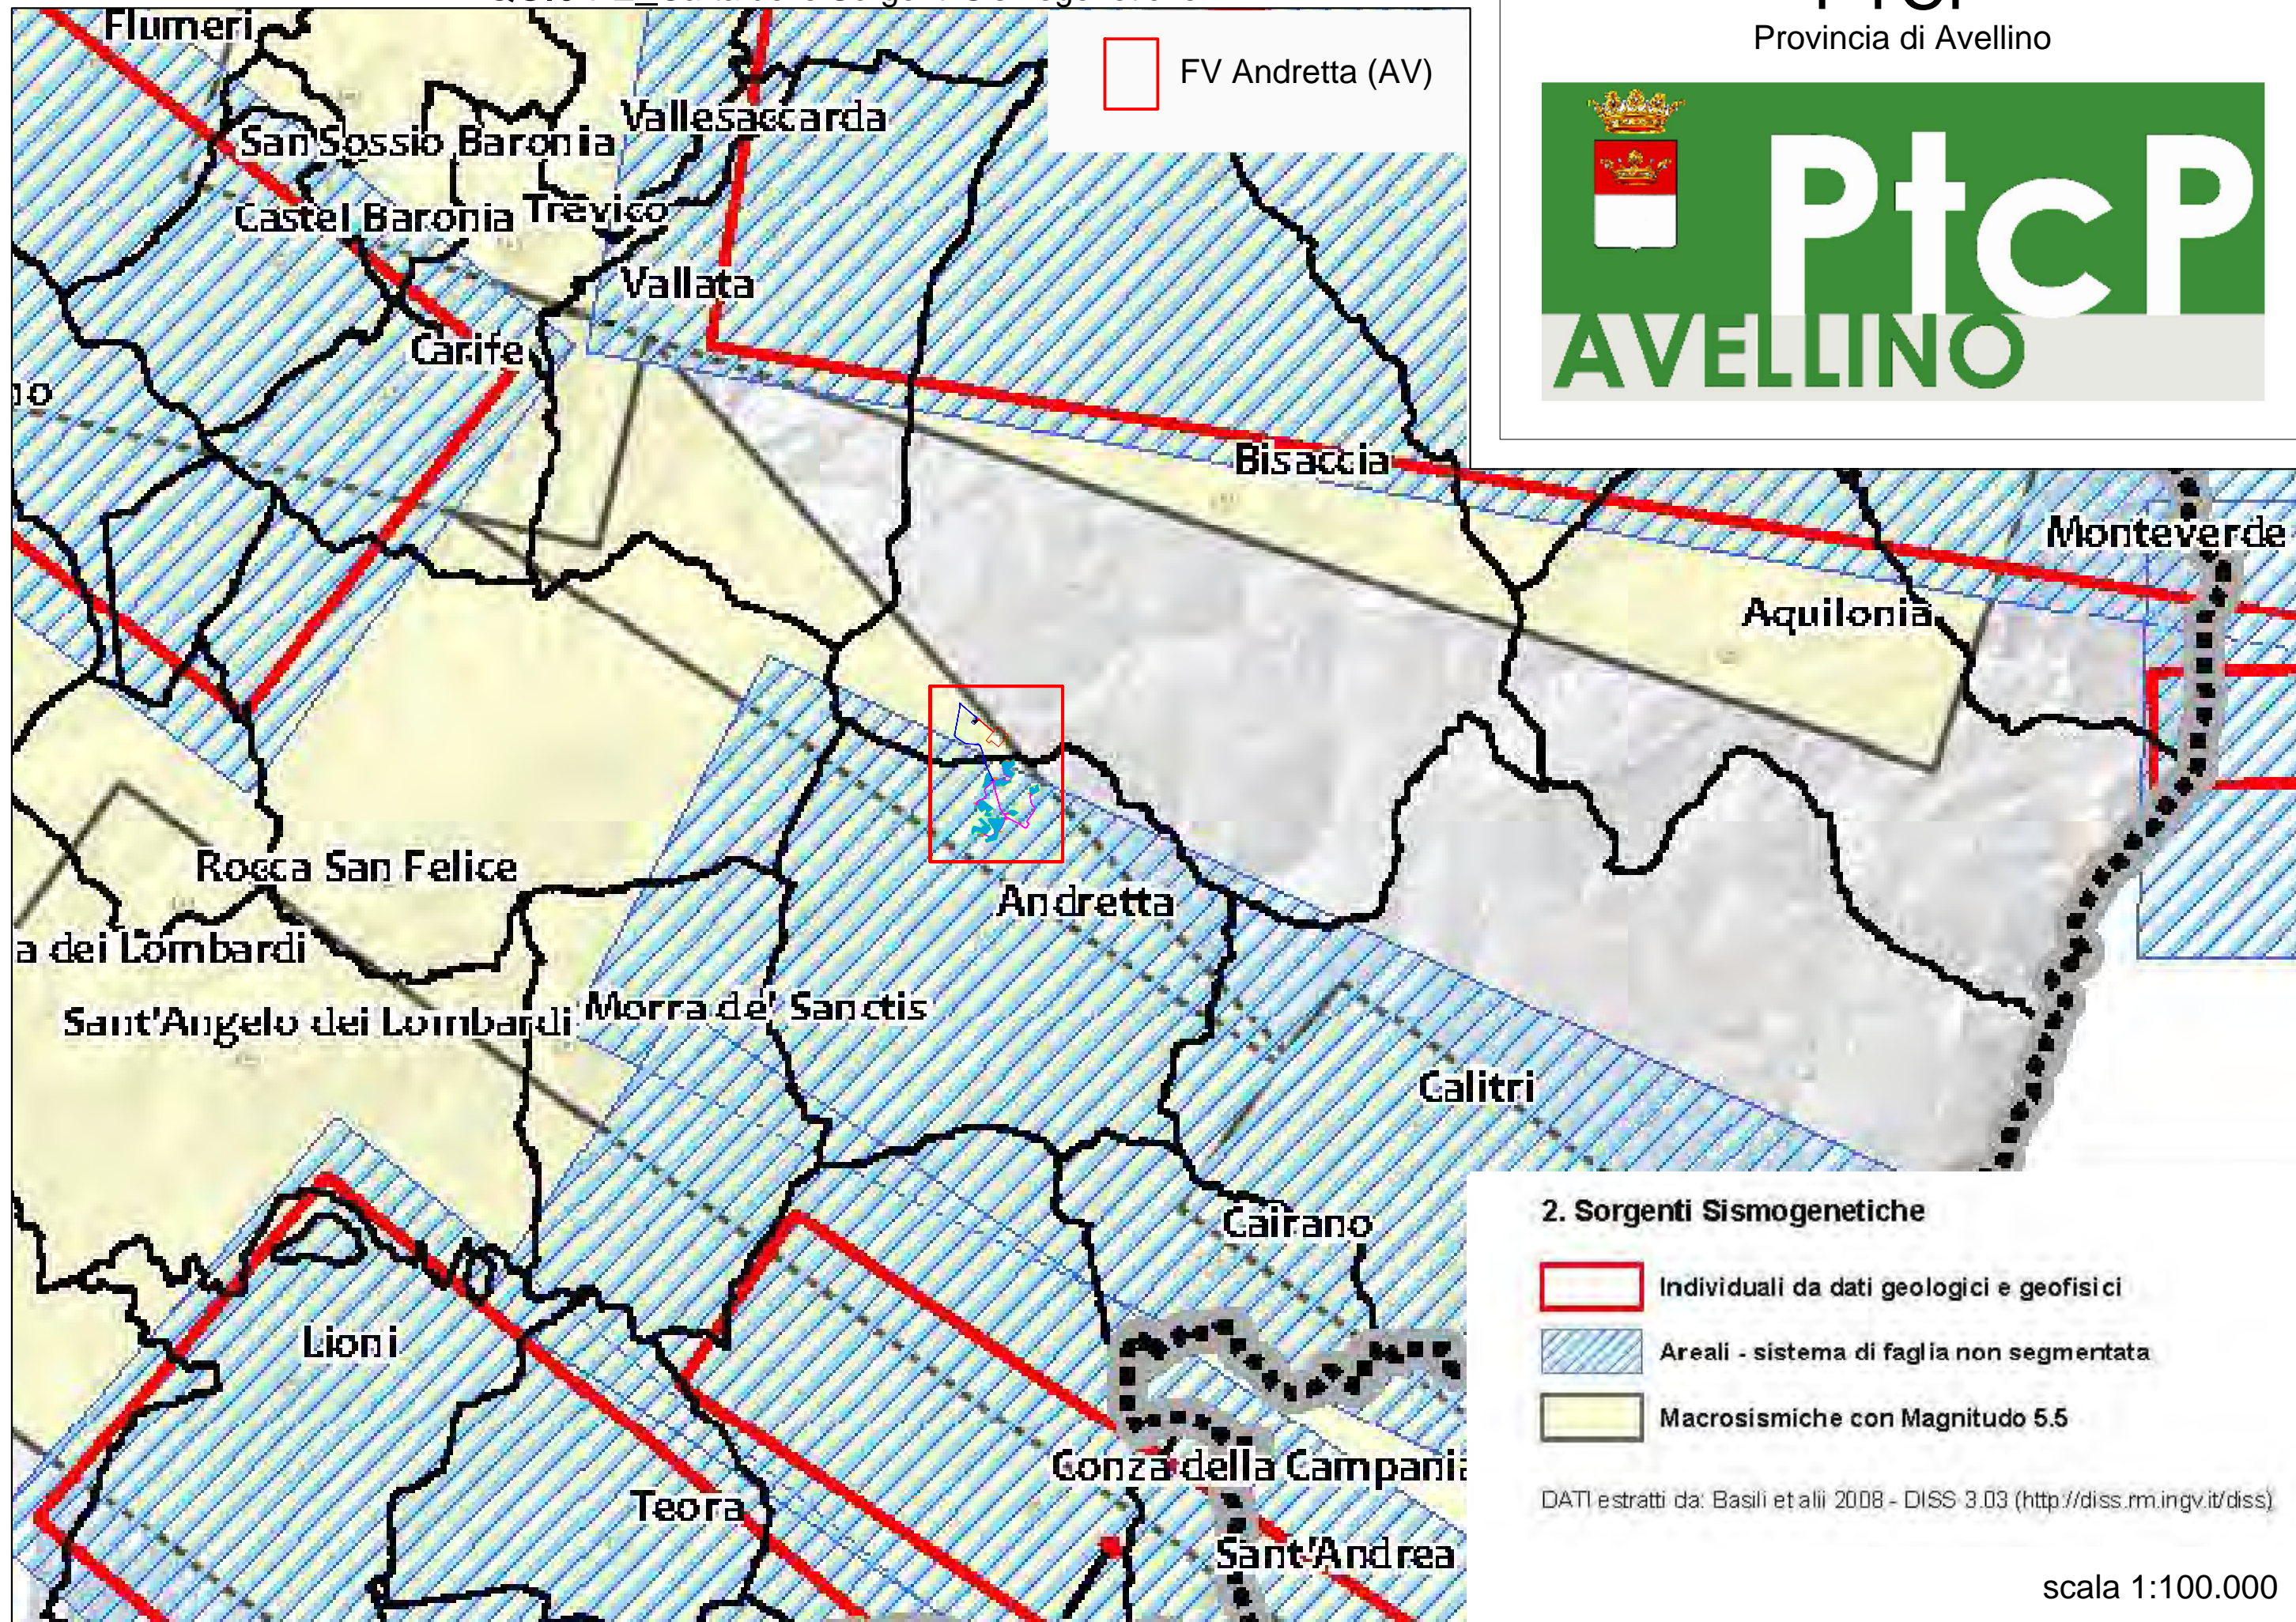 PTCP
Provincia di Avellino
FV Andretta (AV)
PtcP
AVELLINO
Flumeri
San Sossio Baronia
Vallesaccarda
Castel Baronia
Trevico
Vallata
Carife
Bisaccia
Monteverde
Aquilonia
Rocca San Felice
Andretta
a dei Lombardi
Sant'Angelo dei Lombardi
Morra de' Sanctis
Calitri
Cairano
Lioni
Conza della Campania
Teora
Sant'Andrea
2. Sorgenti Sismogenetiche
Individuali da dati geologici e geofisici
Areali - sistema di faglia non segmentata
Macrosismiche con Magnitudo 5.5
DATI estratti da: Basili et alii 2008 - DISS 3.03 (http://diss.rm.ingv.it/diss)
scala 1:100.000